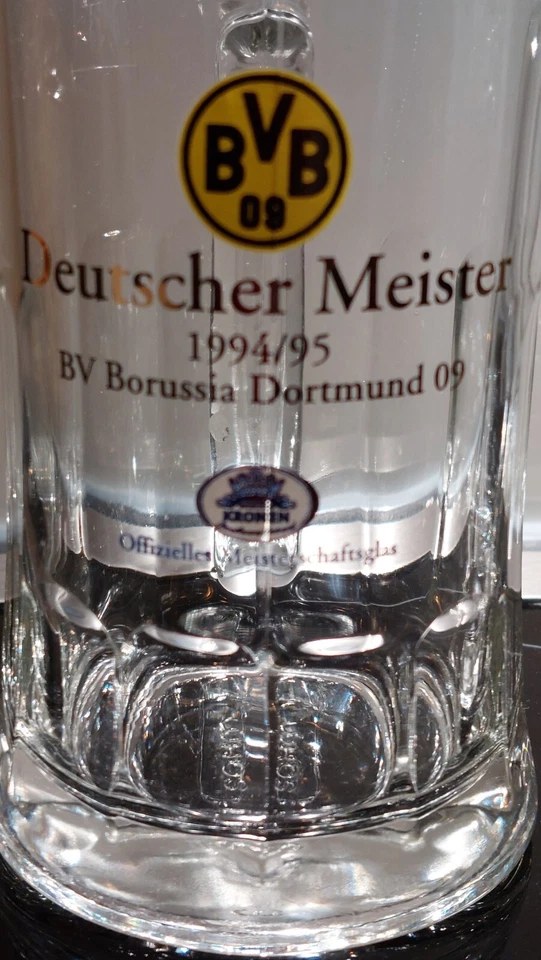 BVB
09
Deutscher Meister
1994/95
BV Borussia Dortmund 09
KRONEN
Offizielles Meisterschaftsglas